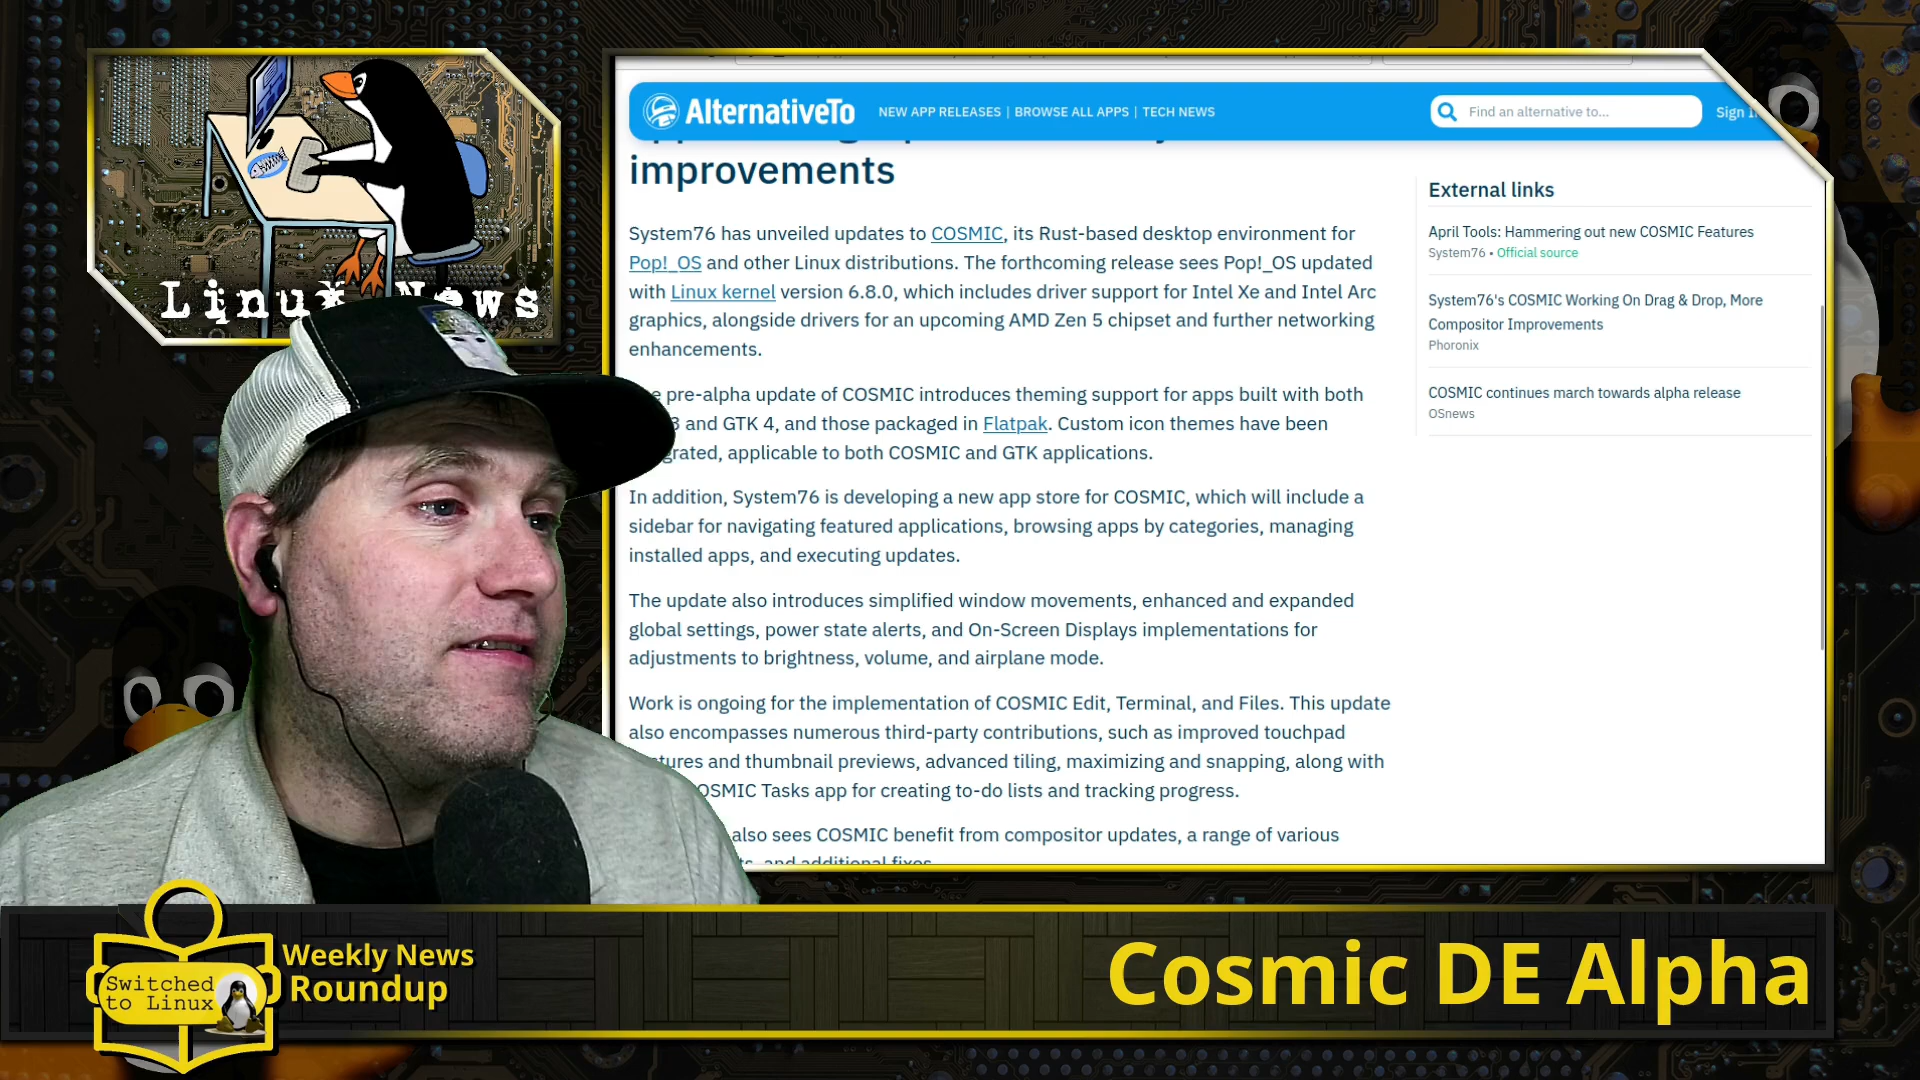 Linux News
AlternativeTo
NEW APP RELEASES | BROWSE ALL APPS | TECH NEWS
Find an alternative to...
Sign
improvements
System76 has unveiled updates to COSMIC, its Rust-based desktop environment for
Pop!_OS and other Linux distributions. The forthcoming release sees Pop!_OS updated
with Linux kernel version 6.8.0, which includes driver support for Intel Xe and Intel Arc
graphics, alongside drivers for an upcoming AMD Zen 5 chipset and further networking
enhancements.
pre-alpha update of COSMIC introduces theming support for apps built with both
3 and GTK 4, and those packaged in Flatpak. Custom icon themes have been
grated, applicable to both COSMIC and GTK applications.
In addition, System76 is developing a new app store for COSMIC, which will include a
sidebar for navigating featured applications, browsing apps by categories, managing
installed apps, and executing updates.
The update also introduces simplified window movements, enhanced and expanded
global settings, power state alerts, and On-Screen Displays implementations for
adjustments to brightness, volume, and airplane mode.
Work is ongoing for the implementation of COSMIC Edit, Terminal, and Files. This update
also encompasses numerous third-party contributions, such as improved touchpad
tures and thumbnail previews, advanced tiling, maximizing and snapping, along with
OSMIC Tasks app for creating to-do lists and tracking progress.
also sees COSMIC benefit from compositor updates, a range of various
and additional fixes.
External links
April Tools: Hammering out new COSMIC Features
System76 • Official source
System76's COSMIC Working On Drag & Drop, More
Compositor Improvements
Phoronix
COSMIC continues march towards alpha release
OSnews
Switched
to Linux
Weekly News
Roundup
Cosmic DE Alpha